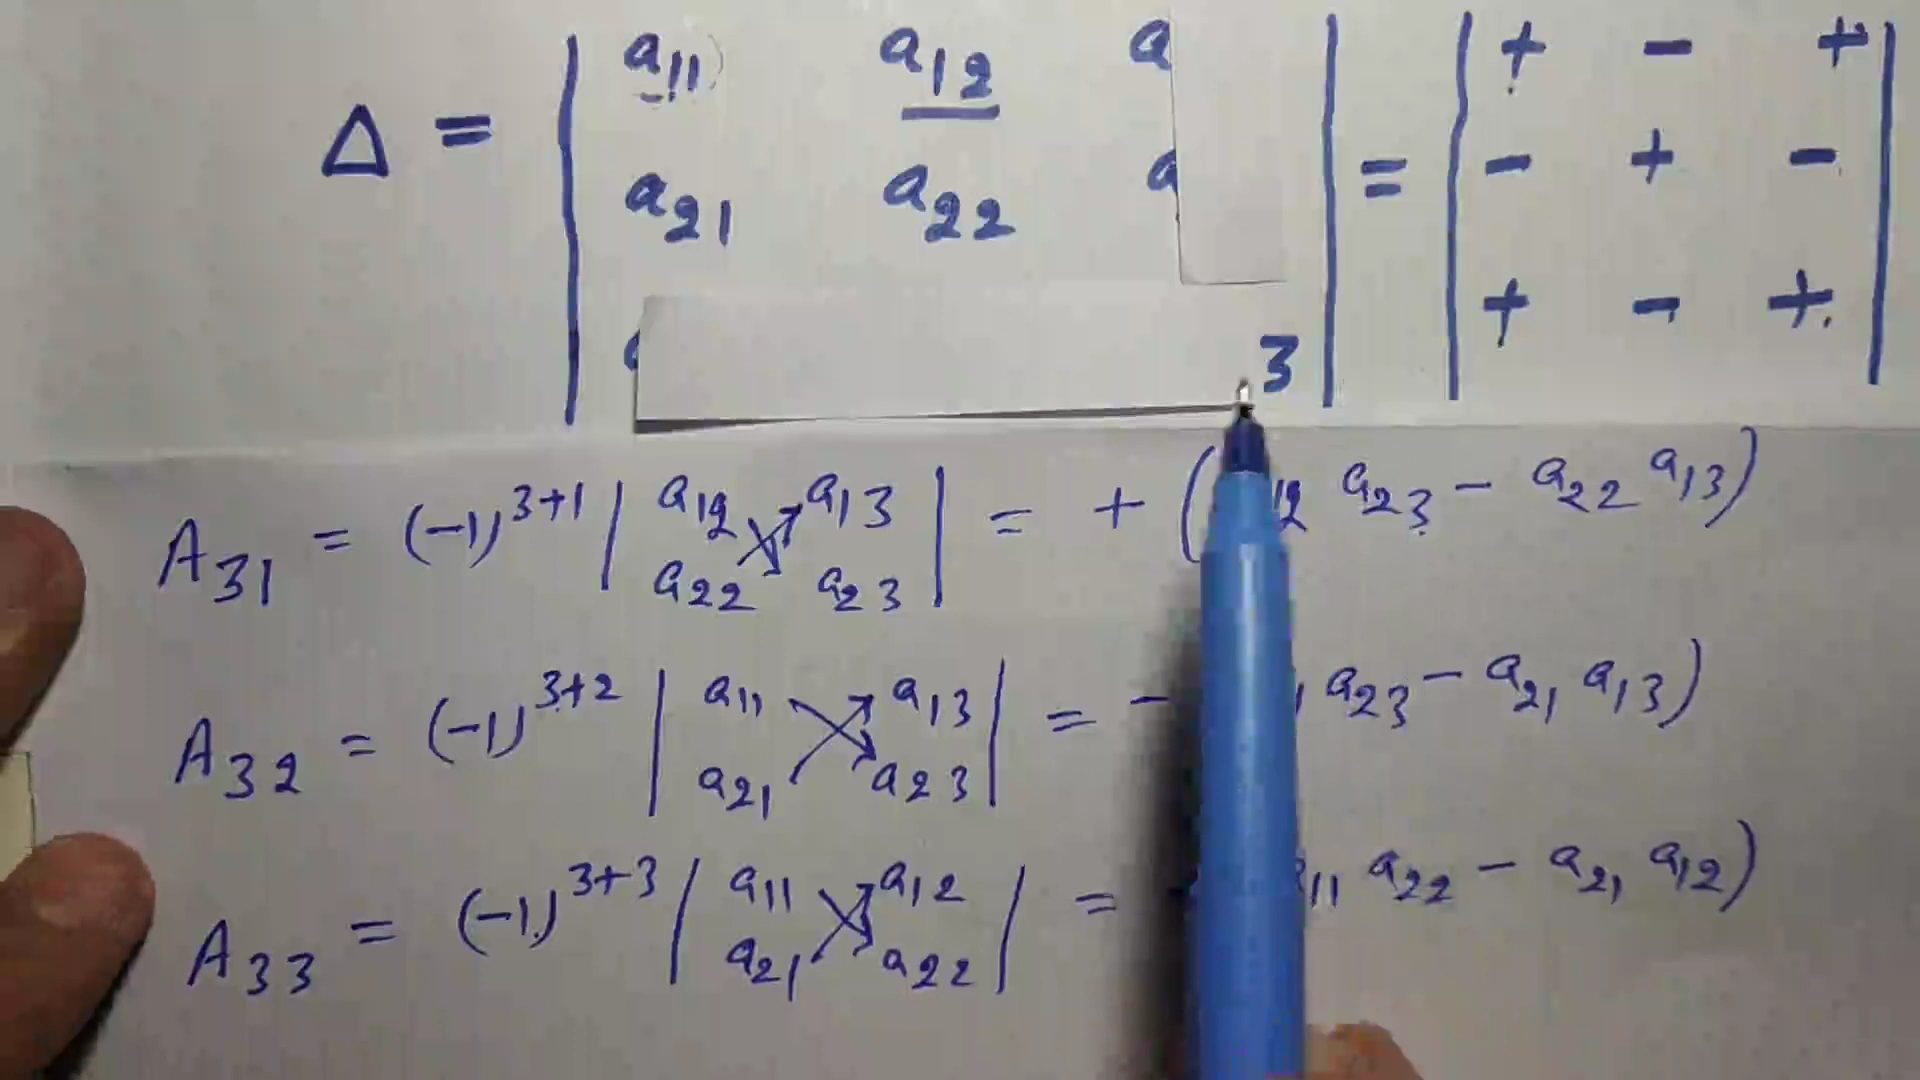 a11 a12 a + - +
Δ = a21 a22 a = - + -
3 + - +
A31 = (-1)^3+1 | a12 a13 | = + ( 12 a23 - a22 a13)
a22 a23
A32 = (-1)^3+2 | a11 a13 | = - a23 - a21 a13)
a21 a23
A33 = (-1)^3+3 | a11 a12 | = 11 a22 - a21 a12)
a21 a22